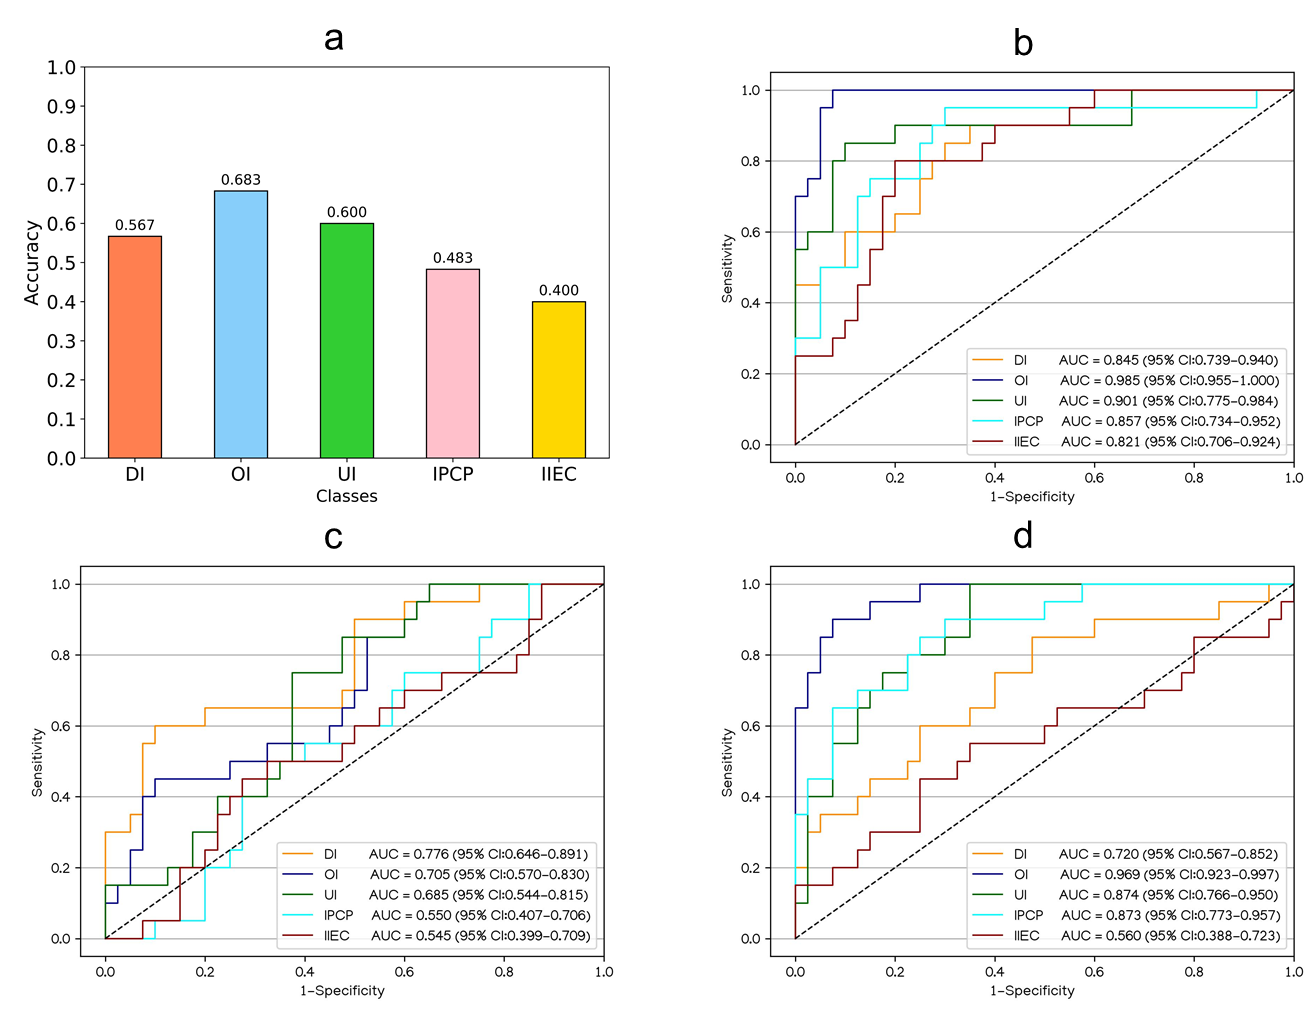 a
1.0
0.9
0.8
0.7
0.6
0.5
0.4
0.3
0.2
0.1
0.0
Accuracy
0.567
0.683
0.600
0.483
0.400
DI OI UI IPCP IIEC
Classes
b
1.0
0.8
0.6
0.4
0.2
0.0
Sensitivity
DI AUC = 0.845 (95% CI:0.739–0.940)
OI AUC = 0.985 (95% CI:0.955–1.000)
UI AUC = 0.901 (95% CI:0.775–0.984)
IPCP AUC = 0.857 (95% CI:0.734–0.952)
IIEC AUC = 0.821 (95% CI:0.706–0.924)
0.0 0.2 0.4 0.6 0.8 1.0
1–Specificity
c
1.0
0.8
0.6
0.4
0.2
0.0
Sensitivity
DI AUC = 0.776 (95% CI:0.646–0.891)
OI AUC = 0.705 (95% CI:0.570–0.830)
UI AUC = 0.685 (95% CI:0.544–0.815)
IPCP AUC = 0.550 (95% CI:0.407–0.706)
IIEC AUC = 0.545 (95% CI:0.399–0.709)
0.0 0.2 0.4 0.6 0.8 1.0
1–Specificity
d
1.0
0.8
0.6
0.4
0.2
0.0
Sensitivity
DI AUC = 0.720 (95% CI:0.567–0.852)
OI AUC = 0.969 (95% CI:0.923–0.997)
UI AUC = 0.874 (95% CI:0.766–0.950)
IPCP AUC = 0.873 (95% CI:0.773–0.957)
IIEC AUC = 0.560 (95% CI:0.388–0.723)
0.0 0.2 0.4 0.6 0.8 1.0
1–Specificity